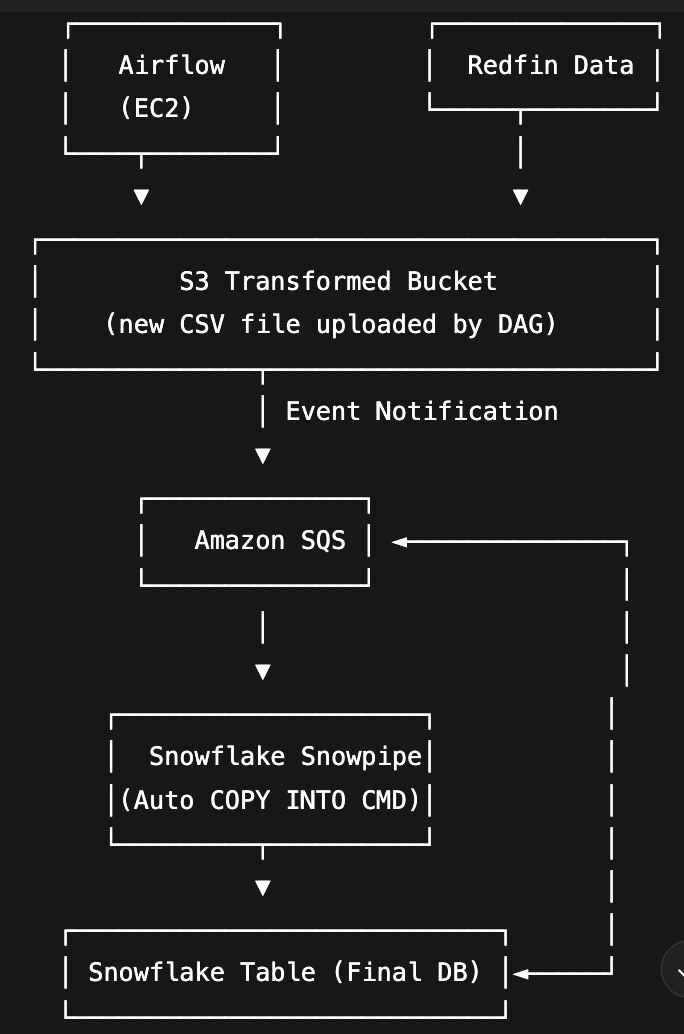 Airflow
(EC2)
Redfin Data
S3 Transformed Bucket
(new CSV file uploaded by DAG)
Event Notification
Amazon SQS
Snowflake Snowpipe
(Auto COPY INTO CMD)
Snowflake Table (Final DB)